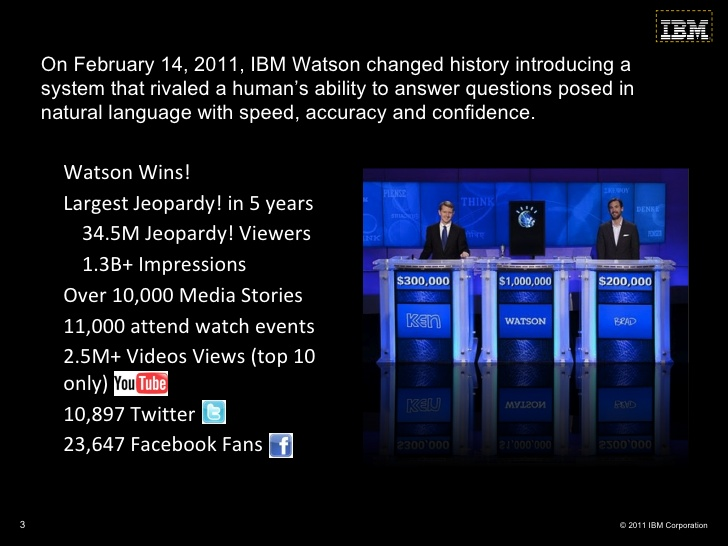 IBM
On February 14, 2011, IBM Watson changed history introducing a
system that rivaled a human’s ability to answer questions posed in
natural language with speed, accuracy and confidence.
Watson Wins!
Largest Jeopardy! in 5 years
34.5M Jeopardy! Viewers
1.3B+ Impressions
Over 10,000 Media Stories
11,000 attend watch events
2.5M+ Videos Views (top 10
only) YouTube
10,897 Twitter t
23,647 Facebook Fans f
THINK
DENKE
$300,000 $1,000,000 $200,000
KEN WATSON BRAD
3
© 2011 IBM Corporation